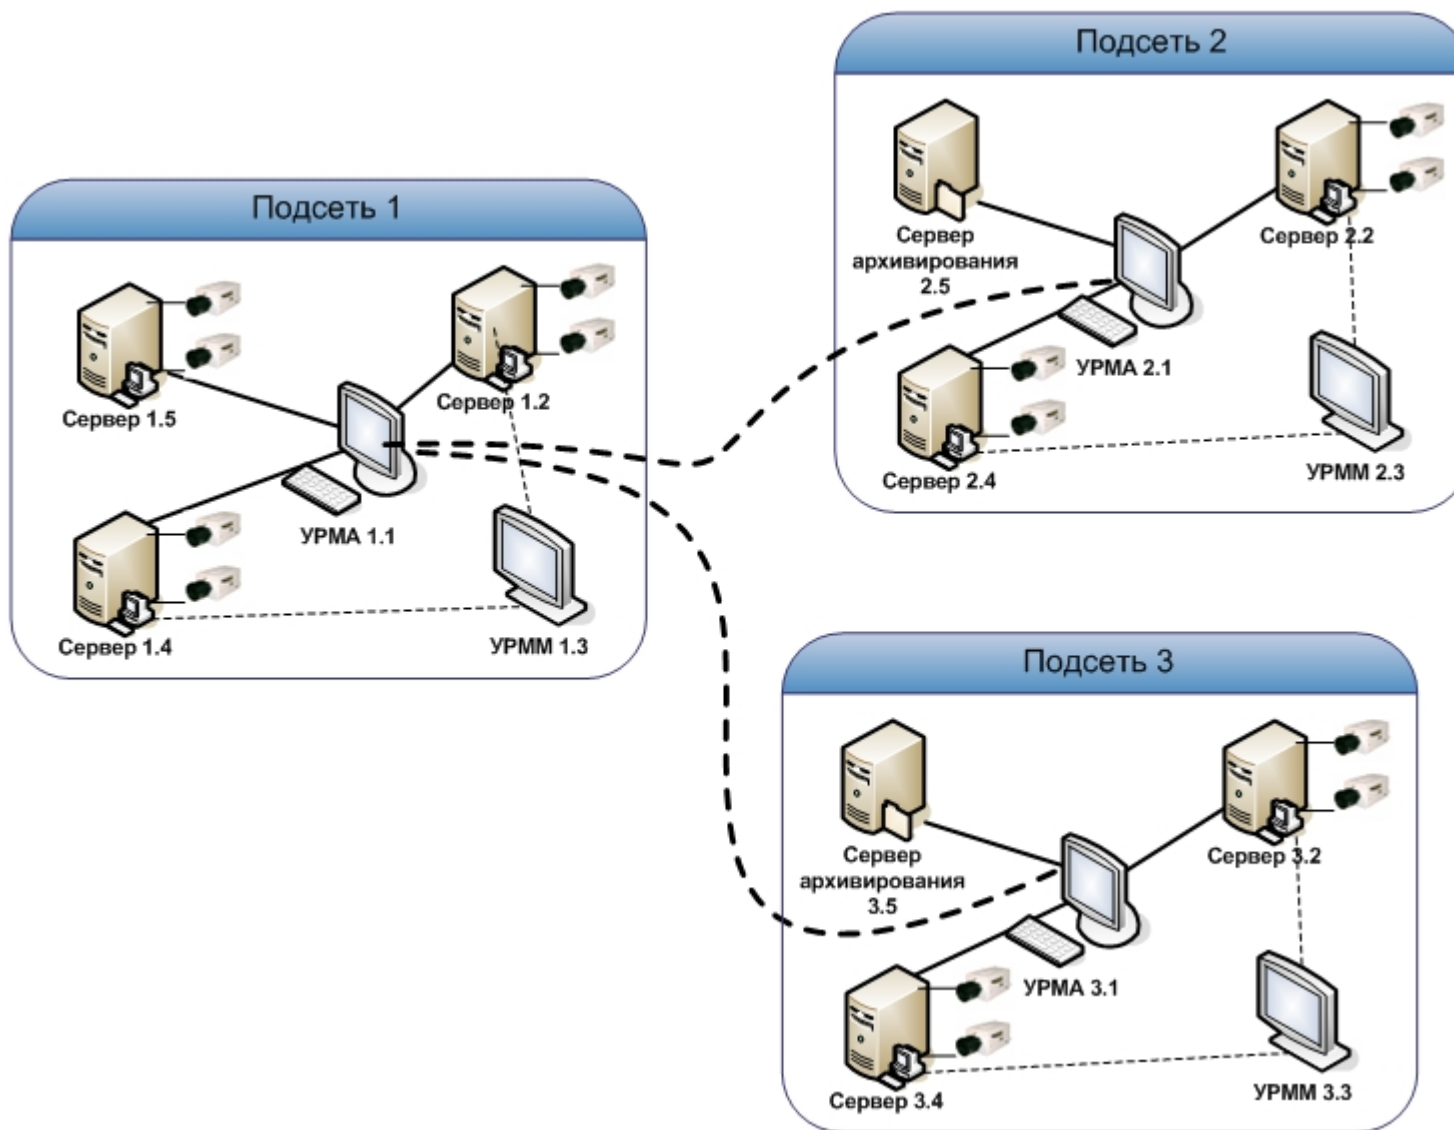 Подсеть 1
Сервер 1.5
Сервер 1.2
УРМА 1.1
Сервер 1.4
УРММ 1.3
Подсеть 2
Сервер
архивирования
2.5
Сервер 2.2
УРМА 2.1
Сервер 2.4
УРММ 2.3
Подсеть 3
Сервер
архивирования
3.5
Сервер 3.2
УРМА 3.1
Сервер 3.4
УРММ 3.3